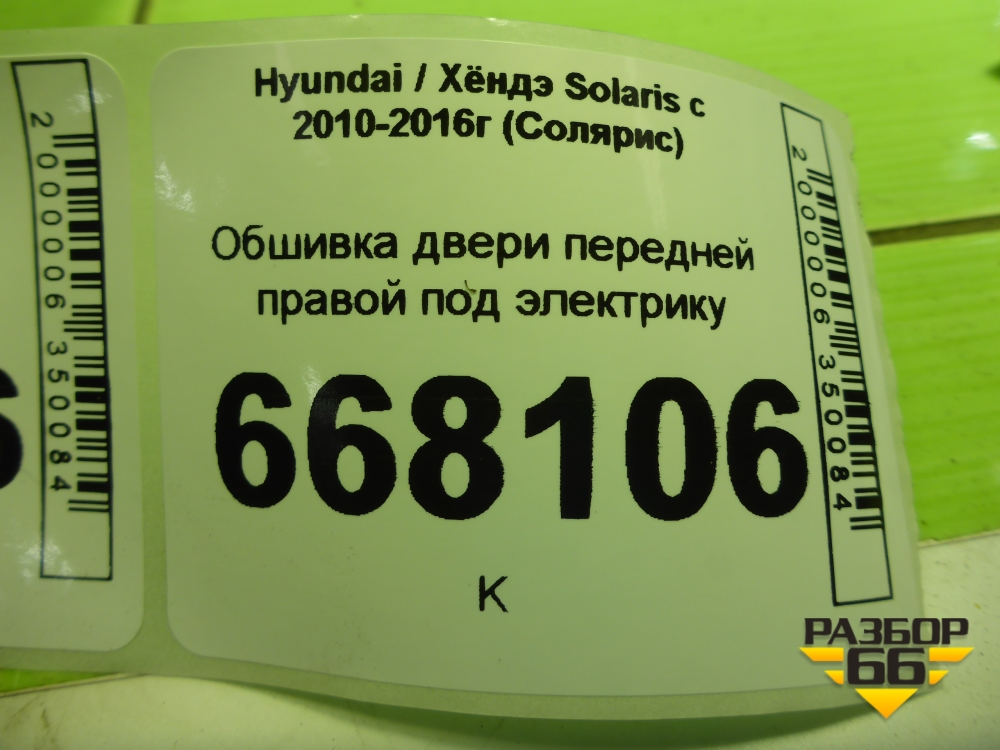 2000006350084
Hyundai / Хёндэ Solaris с
2010-2016г (Солярис)
Обшивка двери передней
правой под электрику
668106
К
2000006350084
РАЗБОР
66